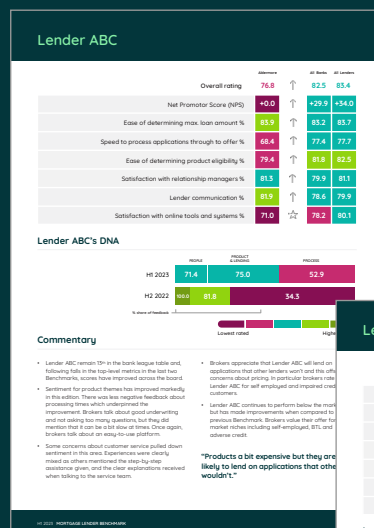 Lender ABC
Aldermore All Banks All Lenders
Overall rating 76.8 82.5 83.4
Net Promotor Score (NPS) +0.0 +29.9 +34.0
Ease of determining max. loan amount % 83.9 83.2 83.7
Speed to process applications through to offer % 68.4 77.4 77.7
Ease of determining product eligibility % 79.4 81.8 82.5
Satisfaction with relationship managers % 81.3 79.9 81.1
Lender communication % 81.9 78.6 79.9
Satisfaction with online tools and systems % 71.0 78.2 80.1
Lender ABC's DNA
PEOPLE PRODUCT & LENDING PROCESS
H1 2023 71.4 75.0 52.9
H2 2022 100.0 81.8 34.3
% share of feedback
Lowest rated Highe
Commentary
• Lender ABC remain 15th in the bank league table and,
following falls in the top-level metrics in the last two
Benchmarks, scores have improved across the board.
• Sentiment for product themes has improved markedly
in this edition. There was less negative feedback about
processing times which underpinned the
improvement. Brokers talk about good underwriting
and not asking too many questions, but they did
mention that it can be a bit slow at times. Once again,
brokers talk about an easy-to-use platform.
• Some concerns about customer service pulled down
sentiment in this area. Experiences were clearly
mixed as others mentioned the step-by-step
assistance given, and the clear explanations received
when talking to the service team.
• Brokers appreciate that Lender ABC will lend on
applications that other lenders won't and this offs
concerns about pricing. In particular brokers rate
Lender ABC for self employed and impaired cred
customers.
• Lender ABC continues to perform below the mark
but has made improvements when compared to
previous Benchmark. Brokers value their offer fo
market niches including self-employed, BTL and
adverse credit.
"Products a bit expensive but they are
likely to lend on applications that othe
wouldn't."
H1 2023 MORTGAGE LENDER BENCHMARK
Le